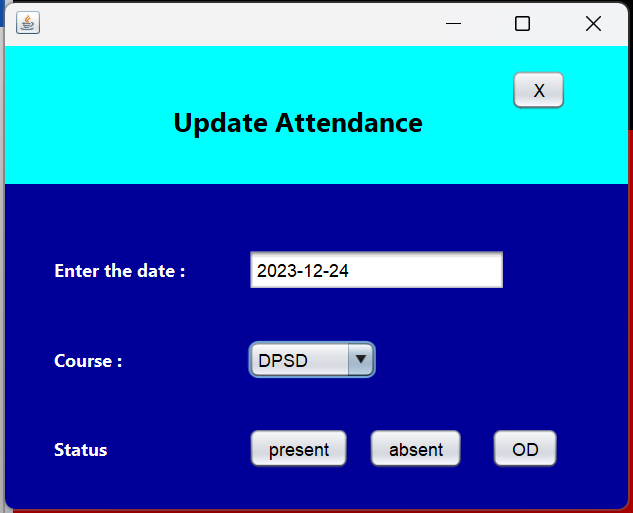 X
Update Attendance
Enter the date : 2023-12-24
Course : DPSD
Status present absent OD